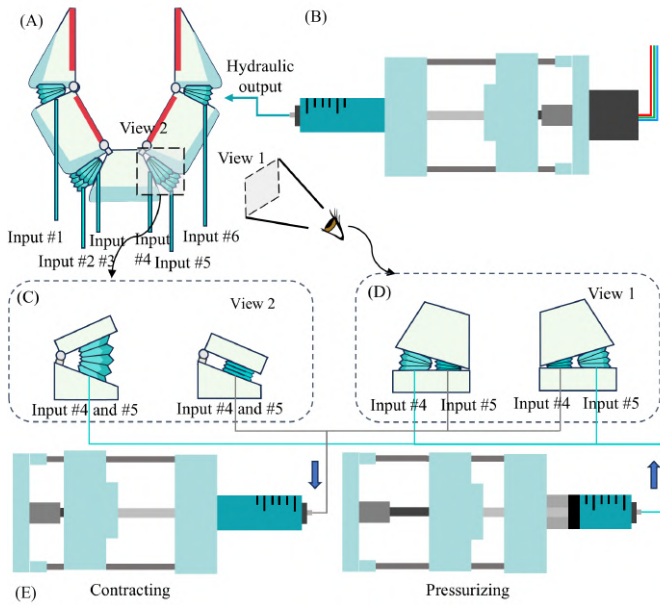 (A)
(B)
Hydraulic
output
View 2
View 1
Input #1
Input
Input
Input #6
Input #2
#3
#4
Input #5
(C)
View 2
(D)
View 1
Input #4 and #5
Input #4 and #5
Input #4
Input #5
Input #4
Input #5
(E)
Contracting
Pressurizing